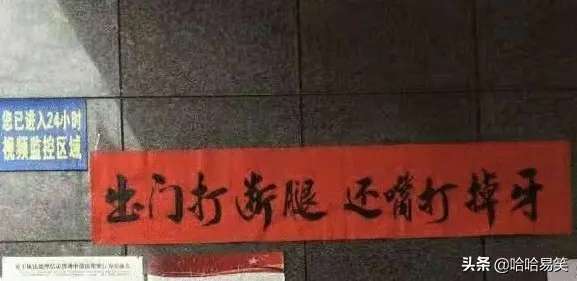 您已进入24小时
视频监控区域
出门打断腿 还嘴打掉牙
头条 @哈哈易笑